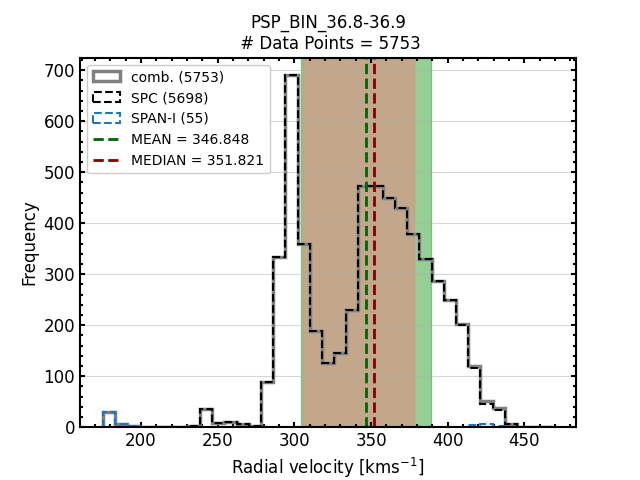 PSP_BIN_36.8-36.9
# Data Points = 5753
comb. (5753)
SPC (5698)
SPAN-I (55)
MEAN = 346.848
MEDIAN = 351.821
700
600
500
400
300
200
100
0
Frequency
200 250 300 350 400 450
Radial velocity [kms⁻¹]